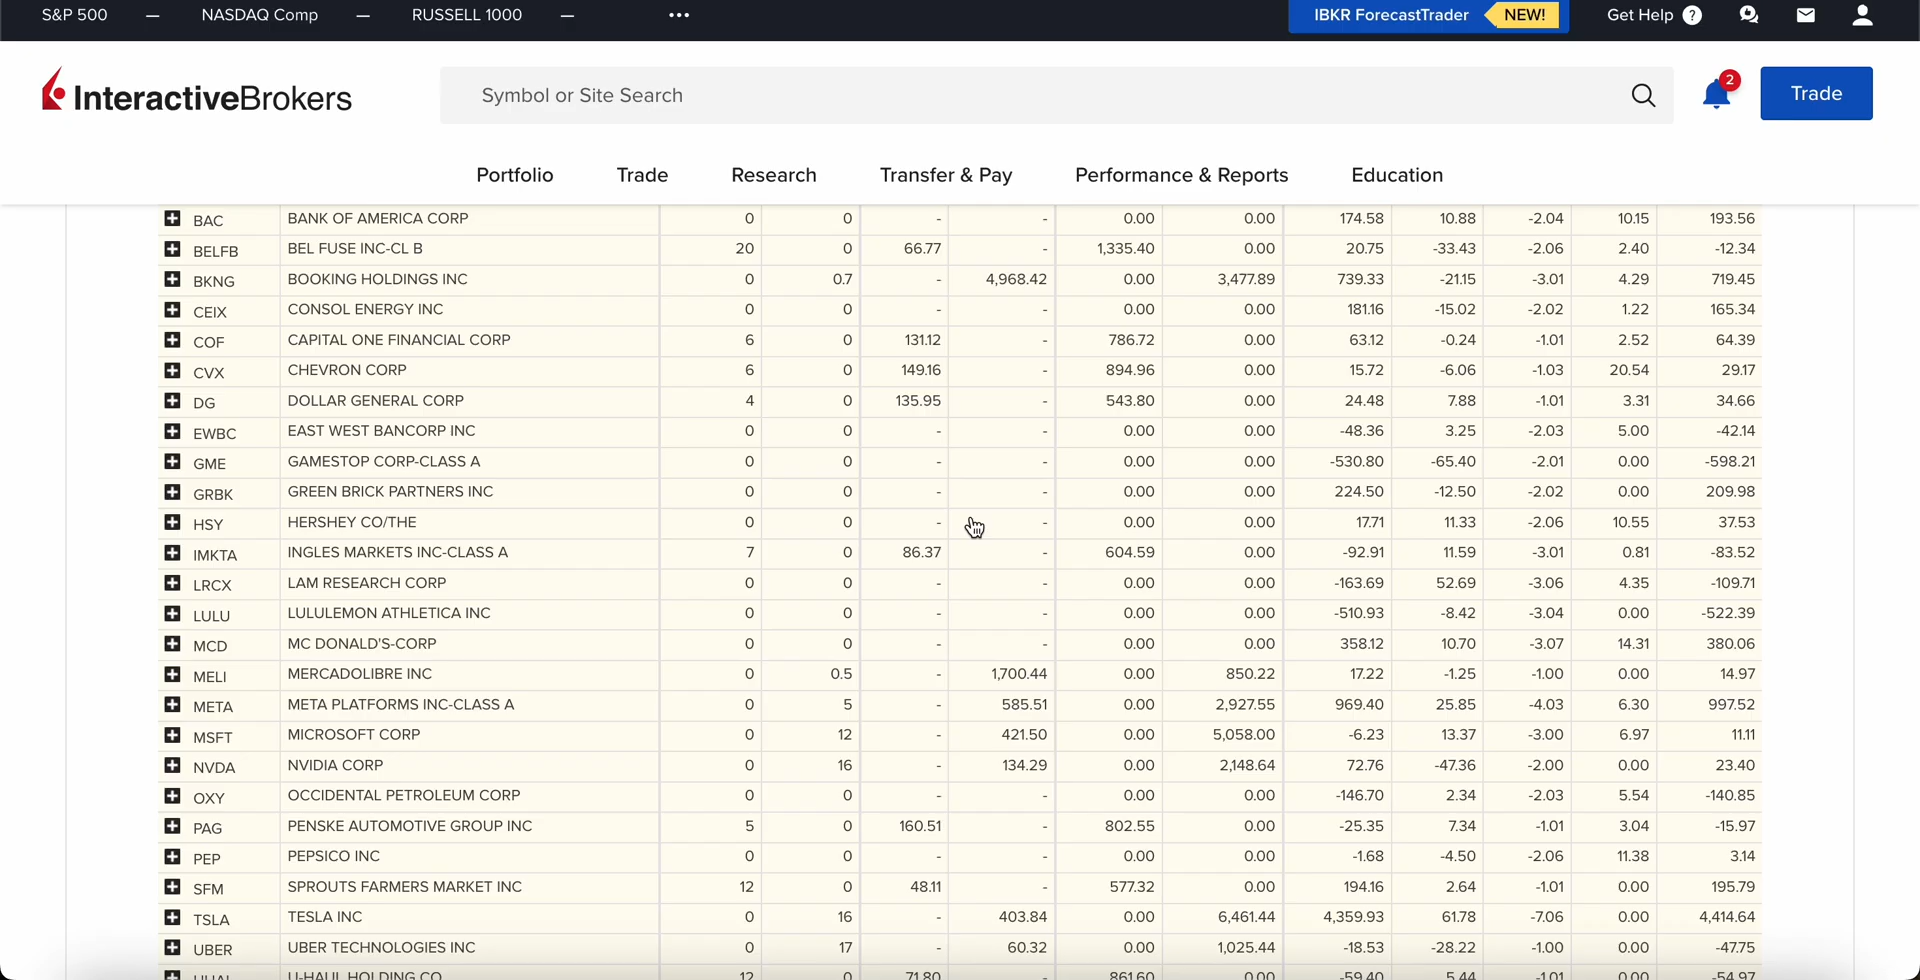 S&P 500 — NASDAQ Comp — RUSSELL 1000 — ••• IBKR ForecastTrader NEW! Get Help ?
InteractiveBrokers Symbol or Site Search 2 Trade
Portfolio Trade Research Transfer & Pay Performance & Reports Education
BAC BANK OF AMERICA CORP 0 0 - - 0.00 0.00 174.58 10.88 -2.04 10.15 193.56
BELFB BEL FUSE INC-CL B 20 0 66.77 - 1,335.40 0.00 20.75 -33.43 -2.06 2.40 -12.34
BKNG BOOKING HOLDINGS INC 0 0.7 - 4,968.42 0.00 3,477.89 739.33 -21.15 -3.01 4.29 719.45
CEIX CONSOL ENERGY INC 0 0 - - 0.00 0.00 181.16 -15.02 -2.02 1.22 165.34
COF CAPITAL ONE FINANCIAL CORP 6 0 131.12 - 786.72 0.00 63.12 -0.24 -1.01 2.52 64.39
CVX CHEVRON CORP 6 0 149.16 - 894.96 0.00 15.72 -6.06 -1.03 20.54 29.17
DG DOLLAR GENERAL CORP 4 0 135.95 - 543.80 0.00 24.48 7.88 -1.01 3.31 34.66
EWBC EAST WEST BANCORP INC 0 0 - - 0.00 0.00 -48.36 3.25 -2.03 5.00 -42.14
GME GAMESTOP CORP-CLASS A 0 0 - - 0.00 0.00 -530.80 -65.40 -2.01 0.00 -598.21
GRBK GREEN BRICK PARTNERS INC 0 0 - - 0.00 0.00 224.50 -12.50 -2.02 0.00 209.98
HSY HERSHEY CO/THE 0 0 - - 0.00 0.00 17.71 11.33 -2.06 10.55 37.53
IMKTA INGLES MARKETS INC-CLASS A 7 0 86.37 - 604.59 0.00 -92.91 11.59 -3.01 0.81 -83.52
LRCX LAM RESEARCH CORP 0 0 - - 0.00 0.00 -163.69 52.69 -3.06 4.35 -109.71
LULU LULULEMON ATHLETICA INC 0 0 - - 0.00 0.00 -510.93 -8.42 -3.04 0.00 -522.39
MCD MC DONALD'S-CORP 0 0 - - 0.00 0.00 358.12 10.70 -3.07 14.31 380.06
MELI MERCADOLIBRE INC 0 0.5 - 1,700.44 0.00 850.22 17.22 -1.25 -1.00 0.00 14.97
META META PLATFORMS INC-CLASS A 0 5 - 585.51 0.00 2,927.55 969.40 25.85 -4.03 6.30 997.52
MSFT MICROSOFT CORP 0 12 - 421.50 0.00 5,058.00 -6.23 13.37 -3.00 6.97 11.11
NVDA NVIDIA CORP 0 16 - 134.29 0.00 2,148.64 72.76 -47.36 -2.00 0.00 23.40
OXY OCCIDENTAL PETROLEUM CORP 0 0 - - 0.00 0.00 -146.70 2.34 -2.03 5.54 -140.85
PAG PENSKE AUTOMOTIVE GROUP INC 5 0 160.51 - 802.55 0.00 -25.35 7.34 -1.01 3.04 -15.97
PEP PEPSICO INC 0 0 - - 0.00 0.00 -1.68 -4.50 -2.06 11.38 3.14
SFM SPROUTS FARMERS MARKET INC 12 0 48.11 - 577.32 0.00 194.16 2.64 -1.01 0.00 195.79
TSLA TESLA INC 0 16 - 403.84 0.00 6,461.44 4,359.93 61.78 -7.06 0.00 4,414.64
UBER UBER TECHNOLOGIES INC 0 17 - 60.32 0.00 1,025.44 -18.53 -28.22 -1.00 0.00 -47.75
UHAL U-HAUL HOLDING CO 12 0 71.80 - 861.60 0.00 -59.40 5.44 -1.01 0.00 -54.97